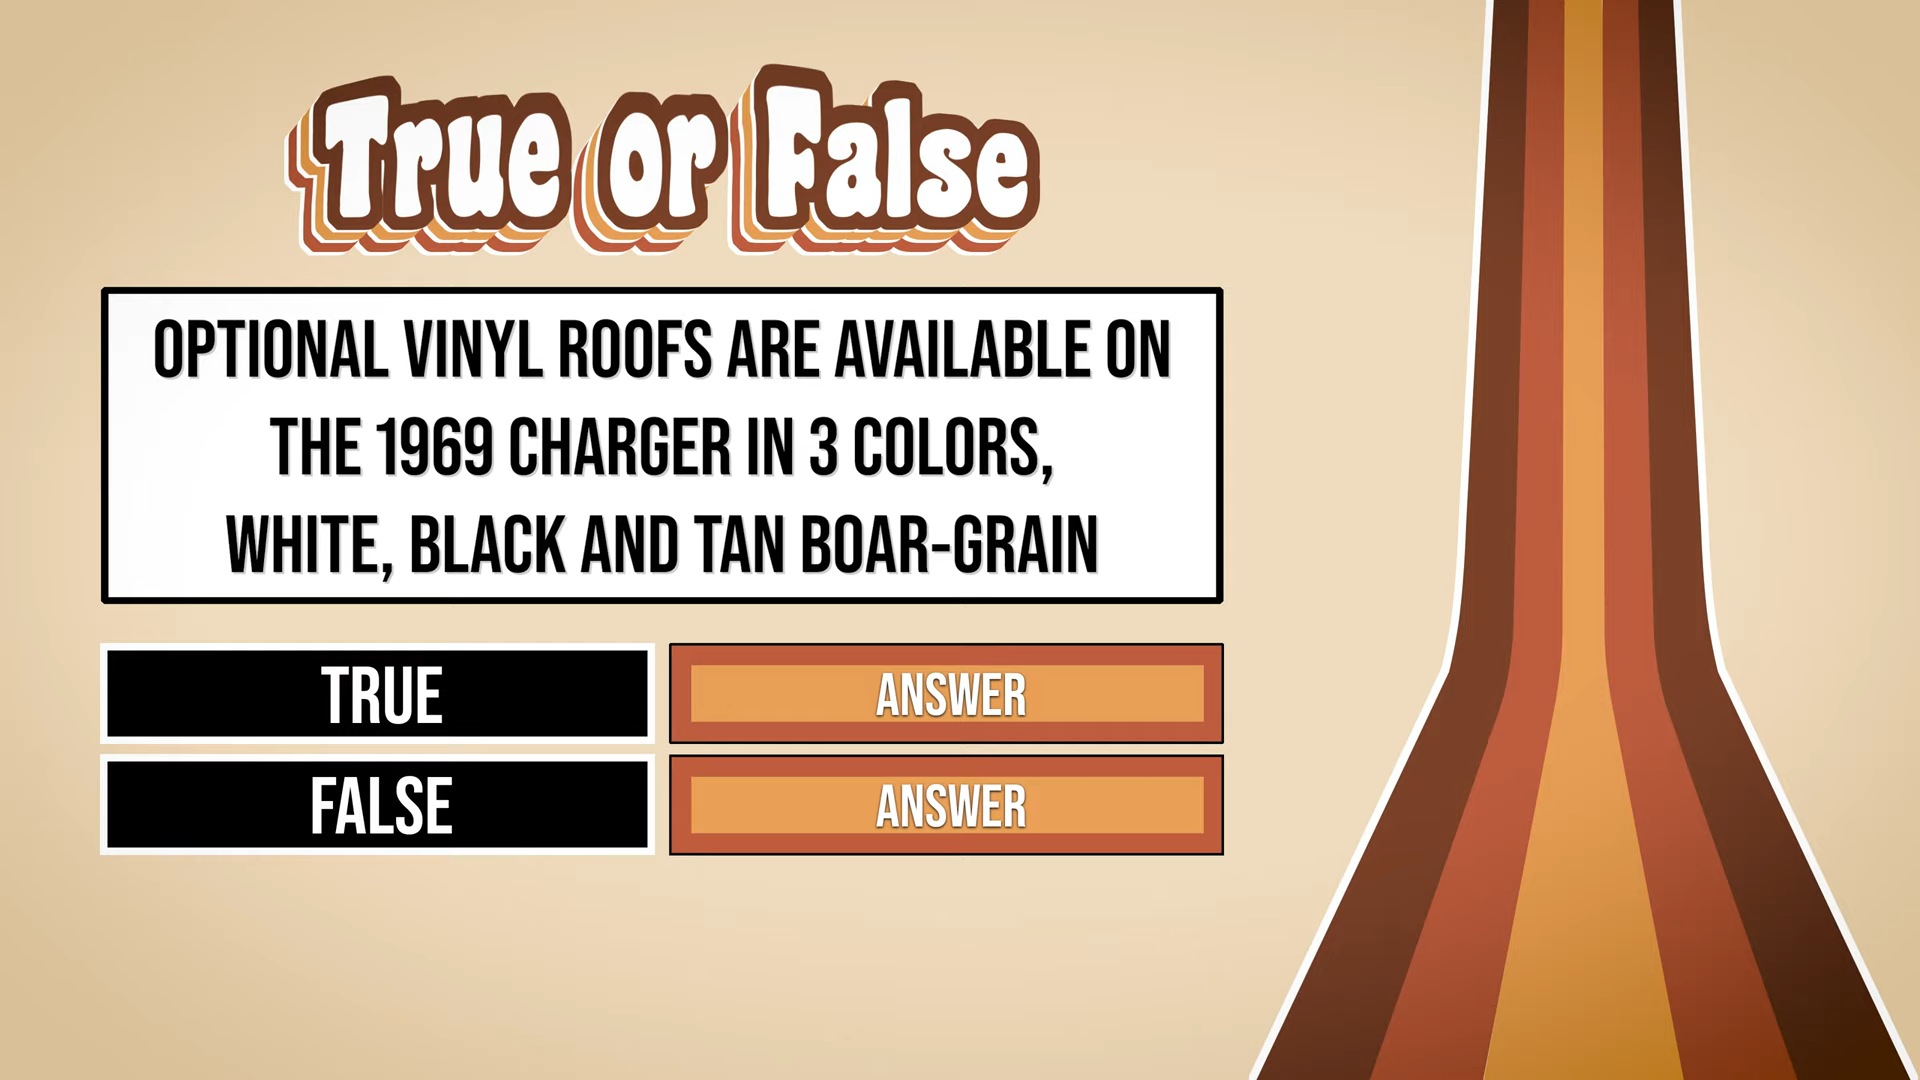 True or False
OPTIONAL VINYL ROOFS ARE AVAILABLE ON
THE 1969 CHARGER IN 3 COLORS,
WHITE, BLACK AND TAN BOAR-GRAIN
TRUE
ANSWER
FALSE
ANSWER